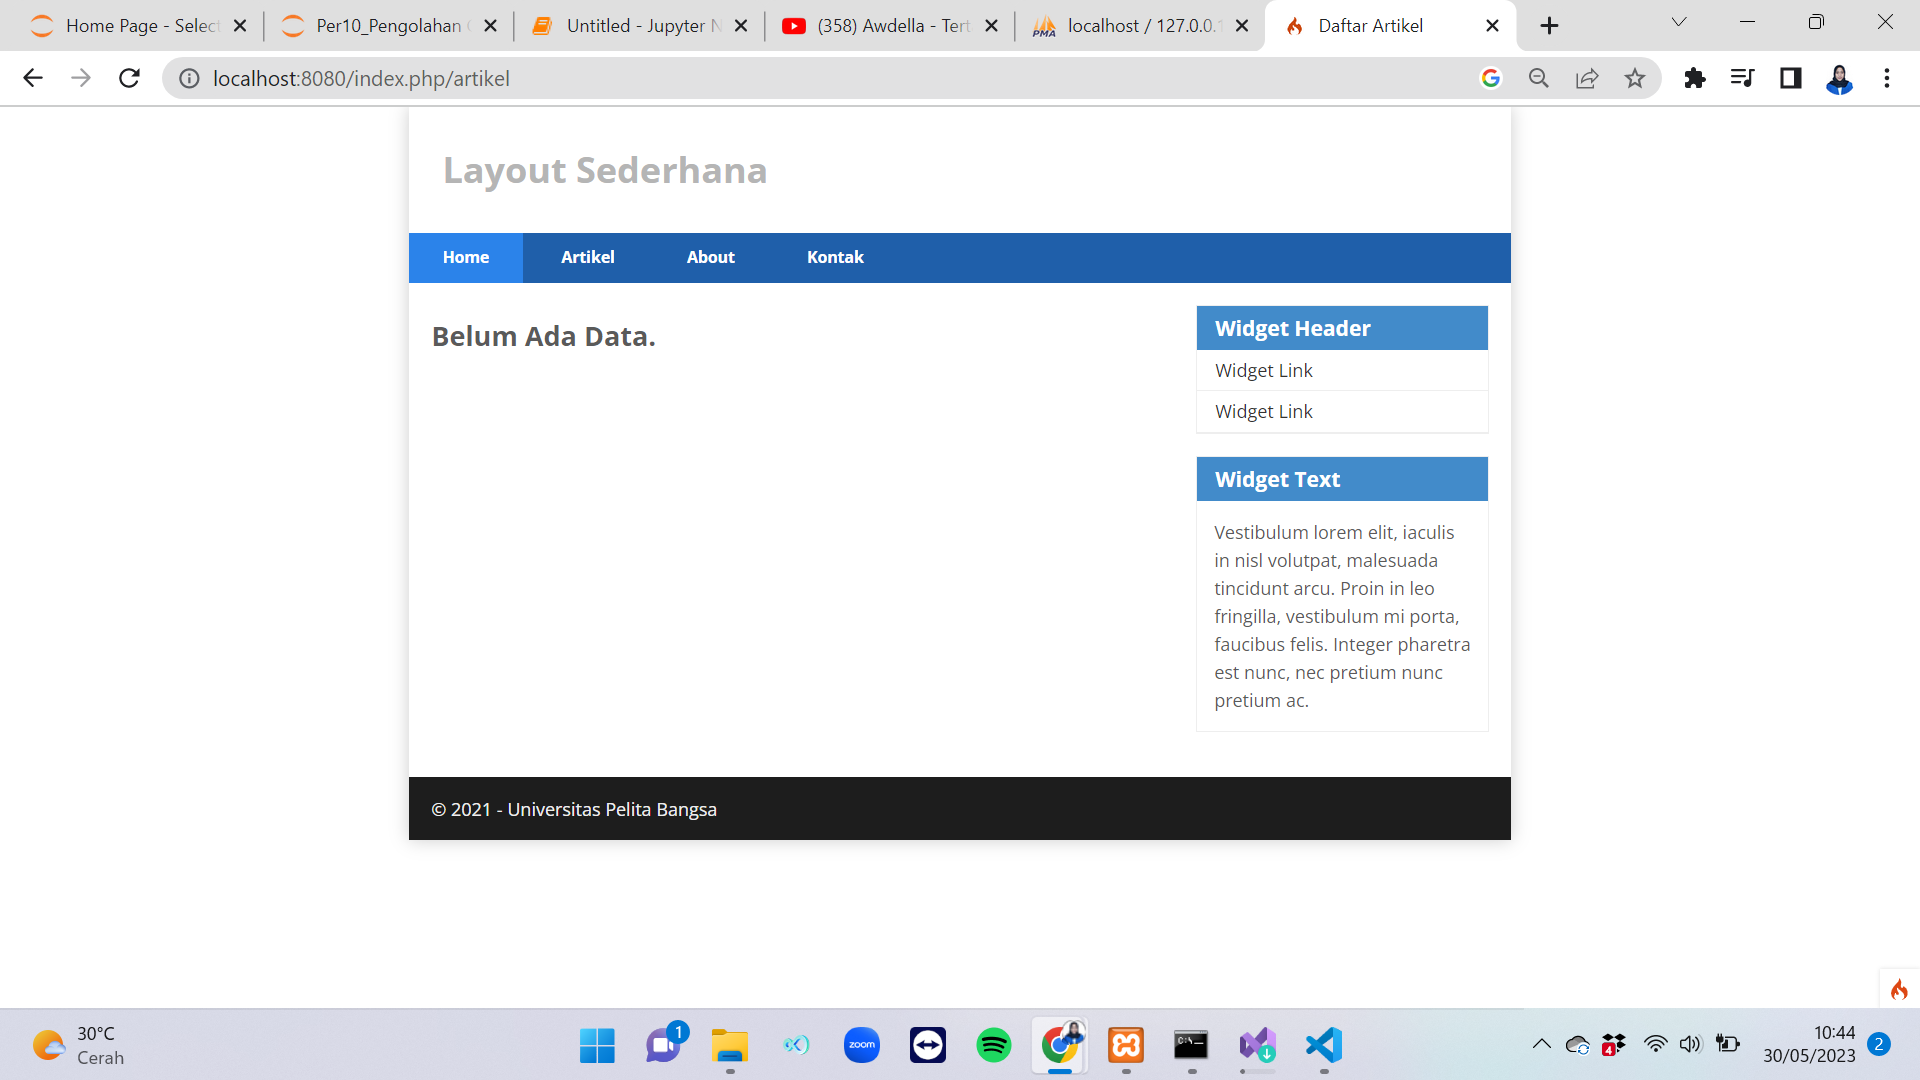 Home Page - Select
Per10_Pengolahan
Untitled - Jupyter N
(358) Awdella - Tert
PMA
localhost / 127.0.0.1
Daftar Artikel
localhost:8080/index.php/artikel
Layout Sederhana
Home
Artikel
About
Kontak
Belum Ada Data.
Widget Header
Widget Link
Widget Link
Widget Text
Vestibulum lorem elit, iaculis
in nisl volutpat, malesuada
tincidunt arcu. Proin in leo
fringilla, vestibulum mi porta,
faucibus felis. Integer pharetra
est nunc, nec pretium nunc
pretium ac.
© 2021 - Universitas Pelita Bangsa
30°C
Cerah
1
zoom
C:\
4
10:44
30/05/2023
2